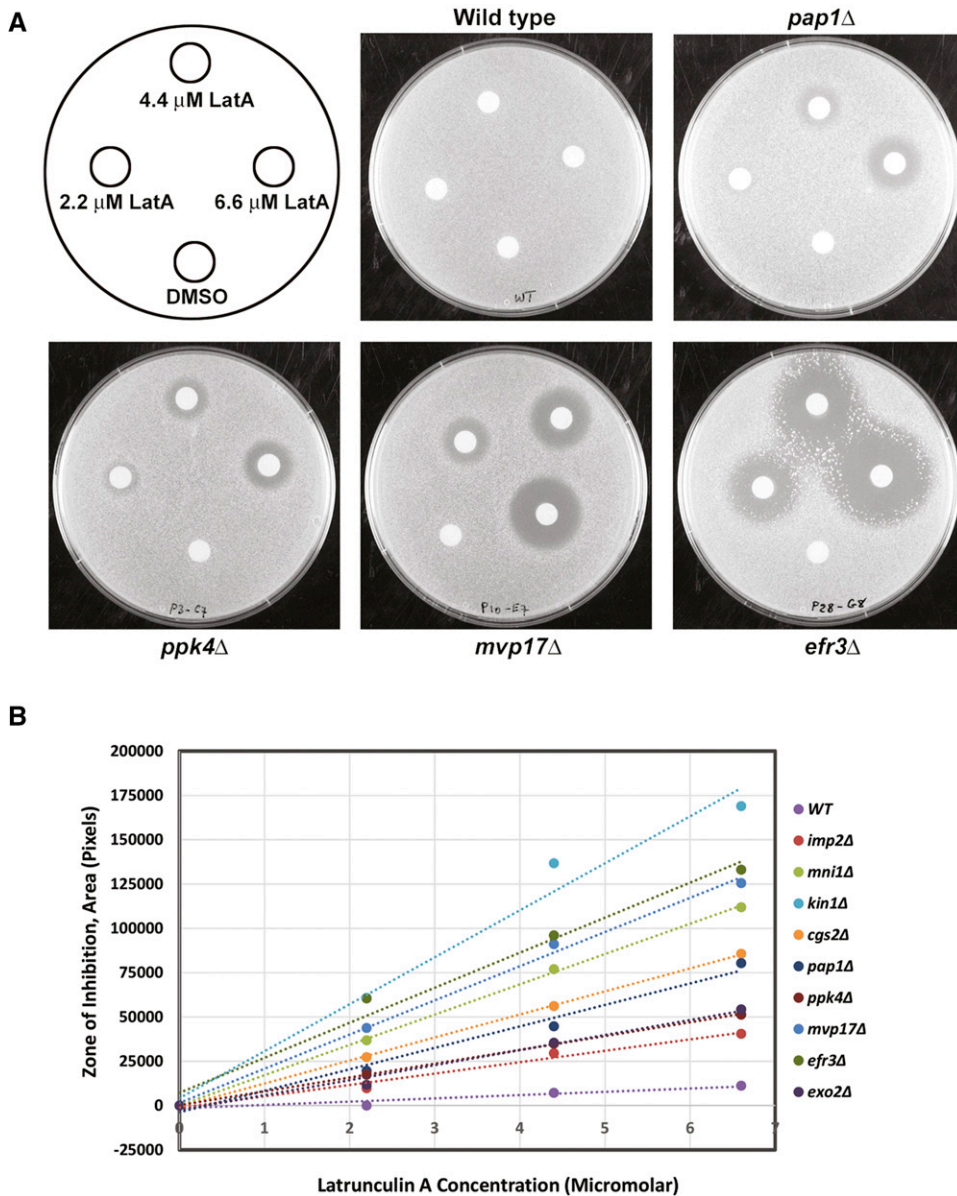 A
Wild type
pap1Δ
4.4 μM LatA
2.2 μM LatA
6.6 μM LatA
DMSO
WT
P3-C7
P10-E7
P28-G8
ppk4Δ
mvp17Δ
efr3Δ
B
Zone of Inhibition, Area (Pixels)
200000
175000
150000
125000
100000
75000
50000
25000
0
-25000
0 1 2 3 4 5 6 7
Latrunculin A Concentration (Micromolar)
WT
imp2Δ
mni1Δ
kin1Δ
cgs2Δ
pap1Δ
ppk4Δ
mvp17Δ
efr3Δ
exo2Δ